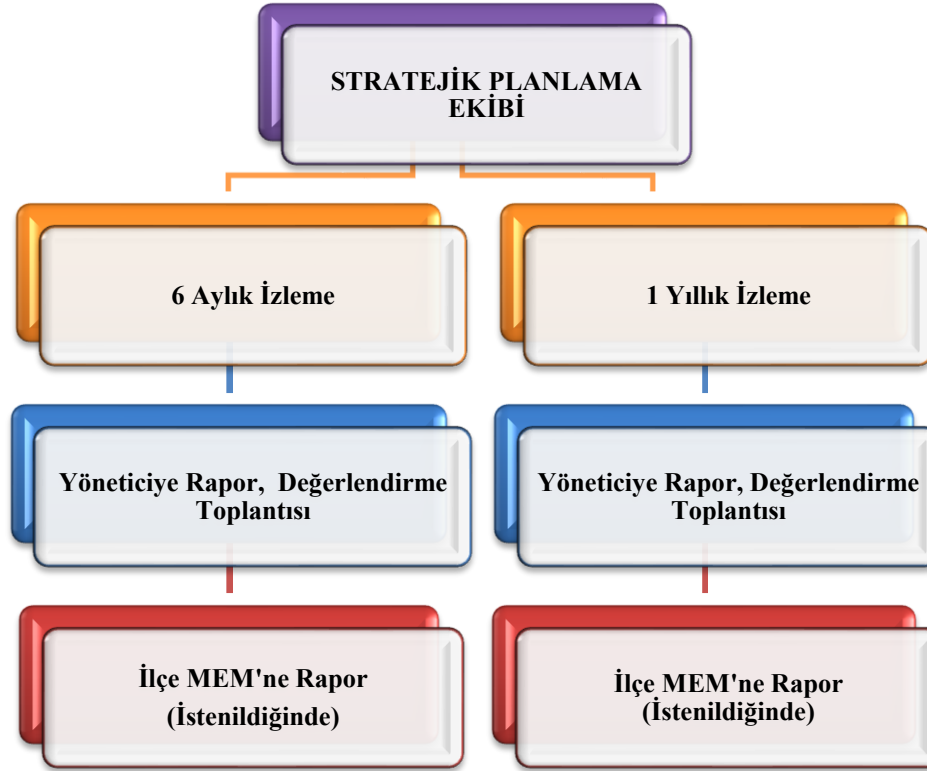 STRATEJİK PLANLAMA
EKİBİ
6 Aylık İzleme
1 Yıllık İzleme
Yöneticiye Rapor, Değerlendirme
Toplantısı
Yöneticiye Rapor, Değerlendirme
Toplantısı
İlçe MEM'ne Rapor
(İstenildiğinde)
İlçe MEM'ne Rapor
(İstenildiğinde)